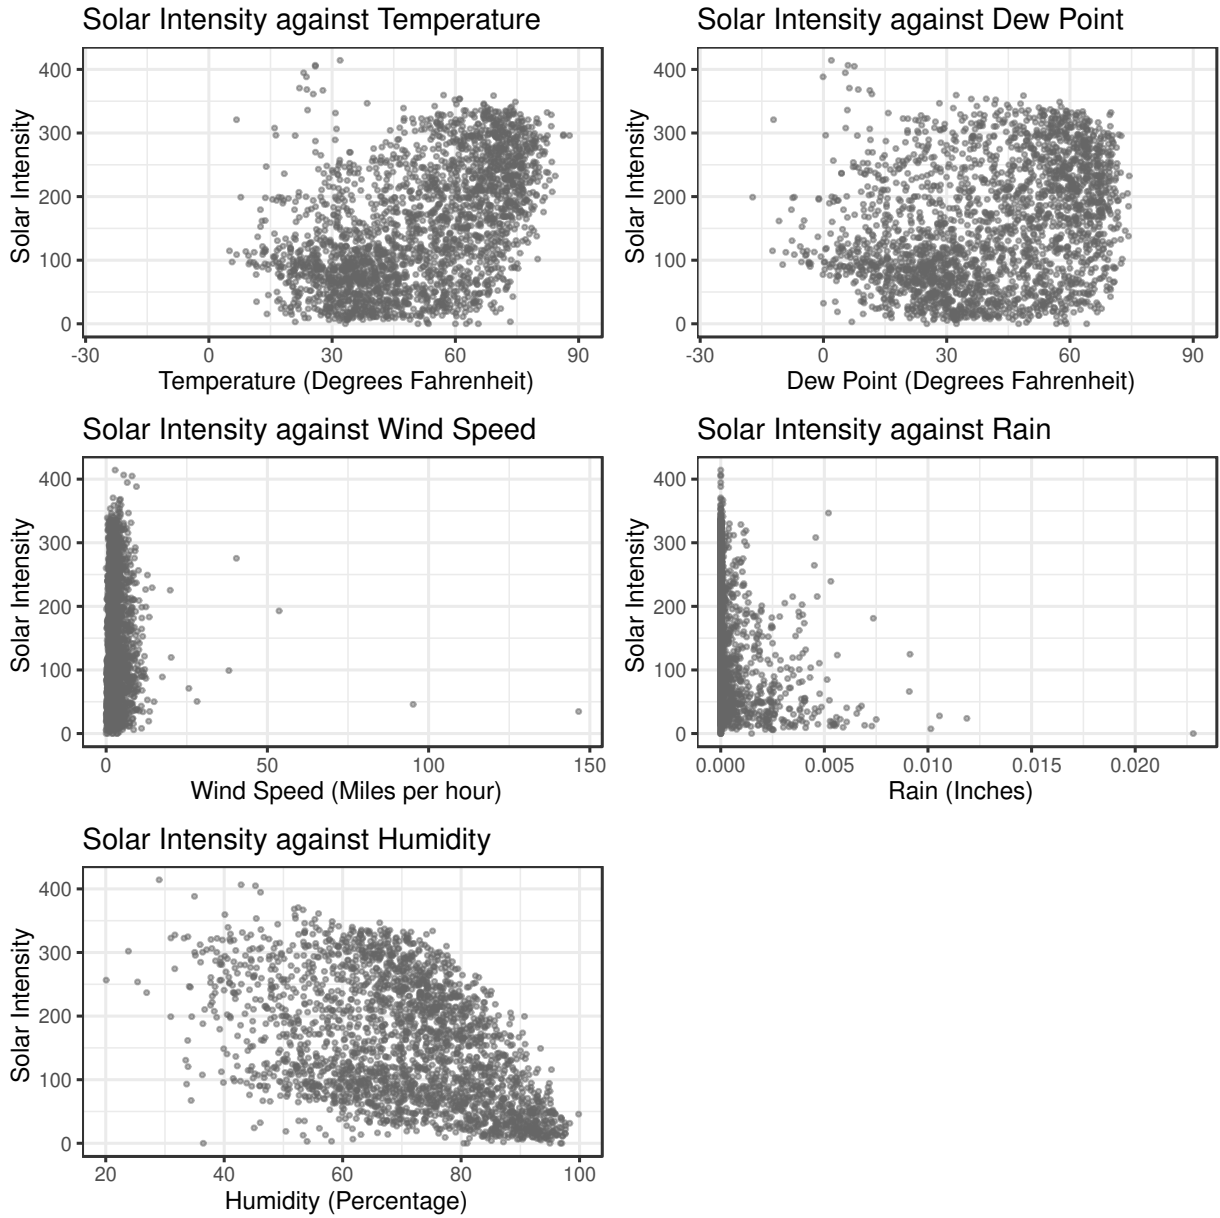 Solar Intensity against Temperature
Solar Intensity
400
300
200
100
0
-30 0 30 60 90
Temperature (Degrees Fahrenheit)
Solar Intensity against Dew Point
Solar Intensity
400
300
200
100
0
-30 0 30 60 90
Dew Point (Degrees Fahrenheit)
Solar Intensity against Wind Speed
Solar Intensity
400
300
200
100
0
0 50 100 150
Wind Speed (Miles per hour)
Solar Intensity against Rain
Solar Intensity
400
300
200
100
0
0.000 0.005 0.010 0.015 0.020
Rain (Inches)
Solar Intensity against Humidity
Solar Intensity
400
300
200
100
0
20 40 60 80 100
Humidity (Percentage)